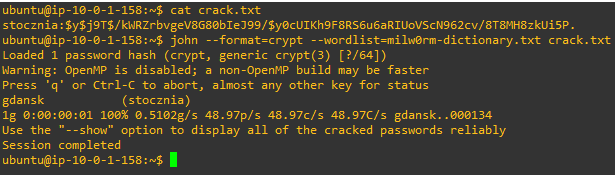 ubuntu@ip-10-0-1-158:~$ cat crack.txt
stocznia:$y$j9T$/kWRZrbvgeV8G80bIeJ99/$y0cUIKh9F8RS6u6aRIUoVScN962cv/8T8MH8zkUi5P.
ubuntu@ip-10-0-1-158:~$ john --format=crypt --wordlist=milw0rm-dictionary.txt crack.txt
Loaded 1 password hash (crypt, generic crypt(3) [?/64])
Warning: OpenMP is disabled; a non-OpenMP build may be faster
Press 'q' or Ctrl-C to abort, almost any other key for status
gdansk           (stocznia)
1g 0:00:00:01 100% 0.5102g/s 48.97p/s 48.97c/s 48.97C/s gdansk..000134
Use the "--show" option to display all of the cracked passwords reliably
Session completed
ubuntu@ip-10-0-1-158:~$